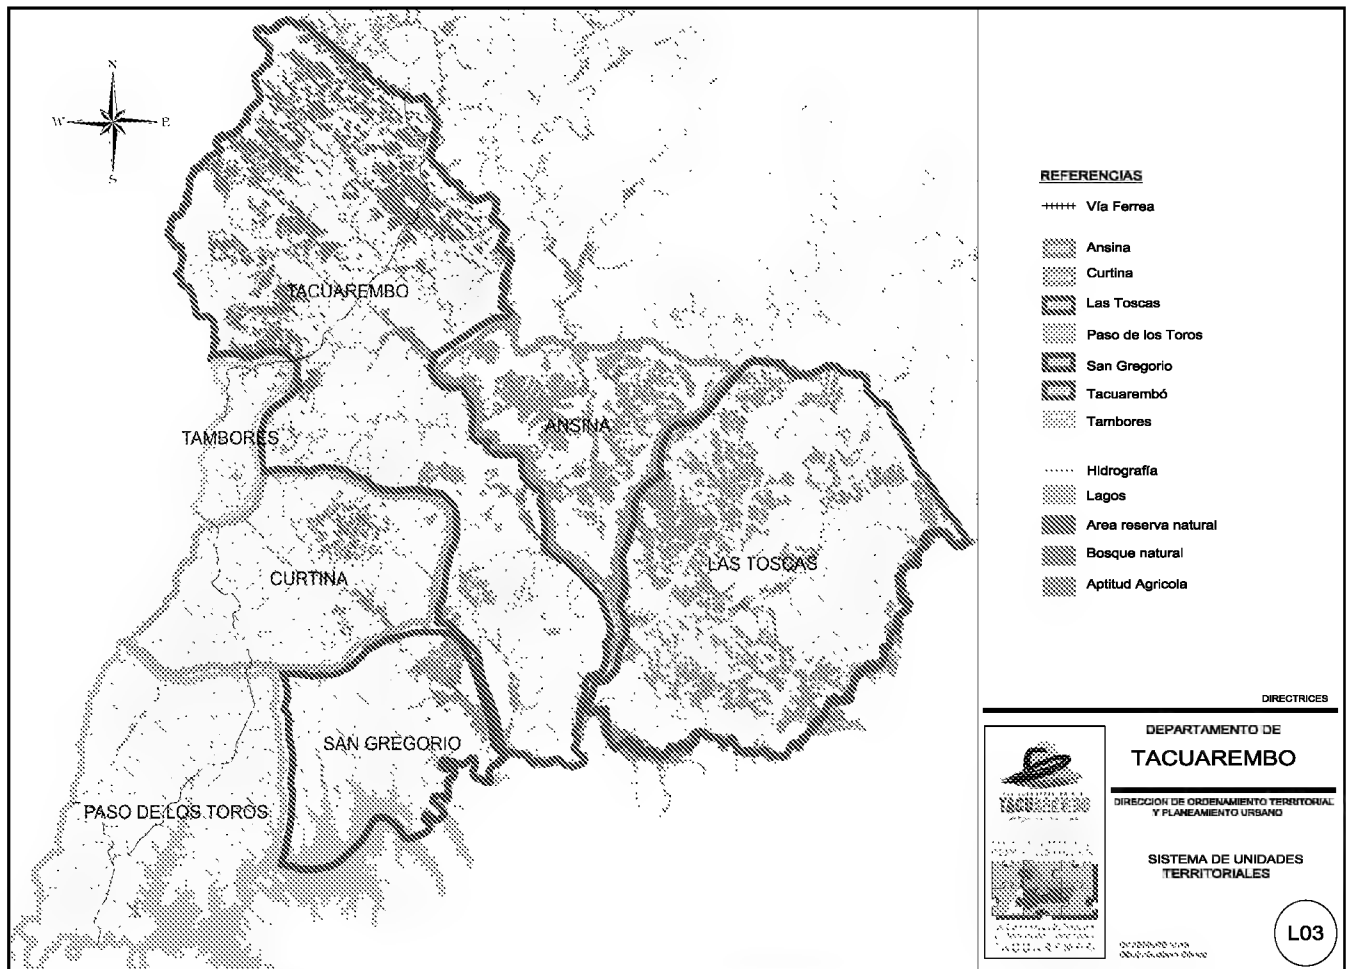 N
W
E
S
TACUAREMBO
TAMBORES
ANSINA
CURTINA
LAS TOSCAS
SAN GREGORIO
PASO DE LOS TOROS
REFERENCIAS
Vía Ferrea
Ansina
Curtina
Las Toscas
Paso de los Toros
San Gregorio
Tacuarembó
Tambores
Hidrografía
Lagos
Area reserva natural
Bosque natural
Aptitud Agricola
DIRECTRICES
DEPARTAMENTO DE
TACUAREMBO
DIRECCION DE ORDENAMIENTO TERRITORIAL
Y PLANEAMIENTO URBANO
SISTEMA DE UNIDADES
TERRITORIALES
L03
TACUAREMBO
TACUAREMBO